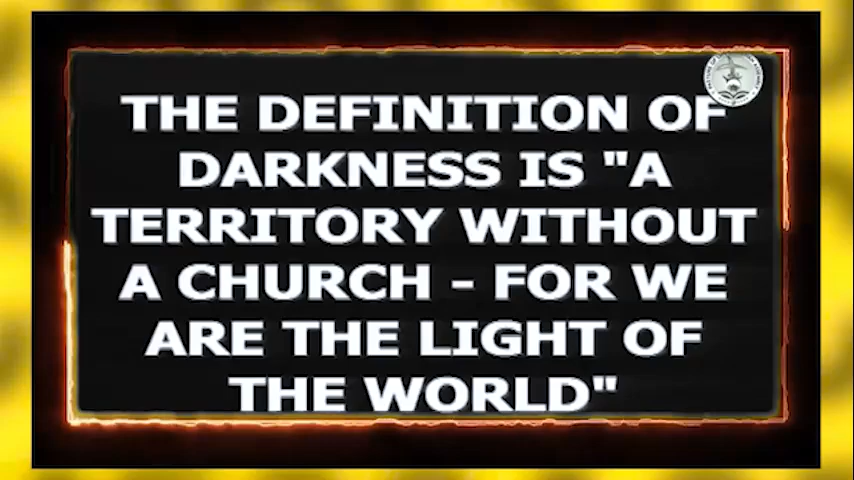 THE DEFINITION OF
DARKNESS IS "A
TERRITORY WITHOUT
A CHURCH - FOR WE
ARE THE LIGHT OF
THE WORLD"